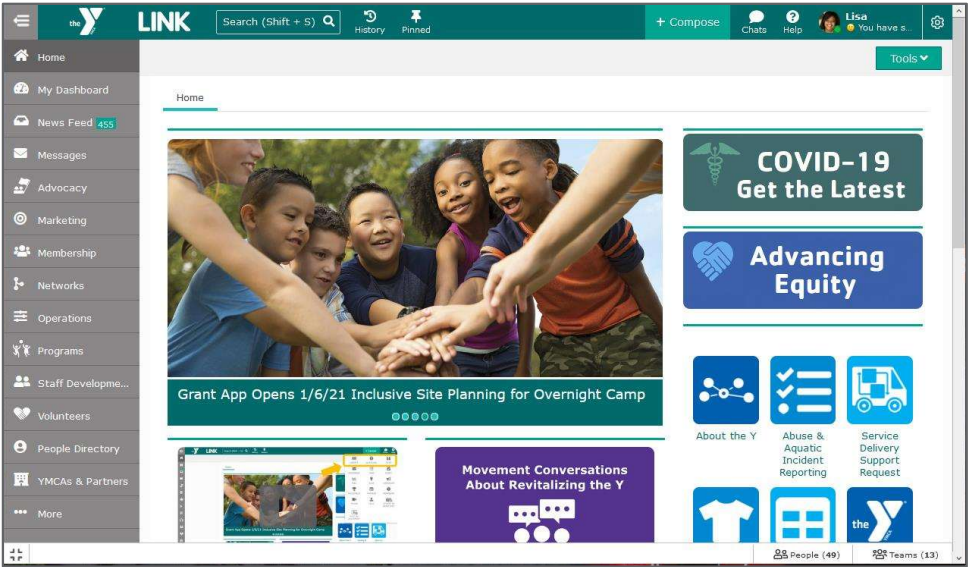 the Y LINK Search (Shift + S) History Pinned + Compose Chats Help Lisa
You have s...
Home
Tools
My Dashboard
Home
News Feed 455
Messages
Advocacy
Marketing
Membership
Networks
Operations
Programs
Staff Developme...
Volunteers
People Directory
YMCAs & Partners
More
Grant App Opens 1/6/21 Inclusive Site Planning for Overnight Camp
LINK
Movement Conversations
About Revitalizing the Y
COVID-19
Get the Latest
Advancing
Equity
About the Y
Abuse &
Aquatic
Incident
Reporting
Service
Delivery
Support
Request
the Y
People (49)
Teams (13)